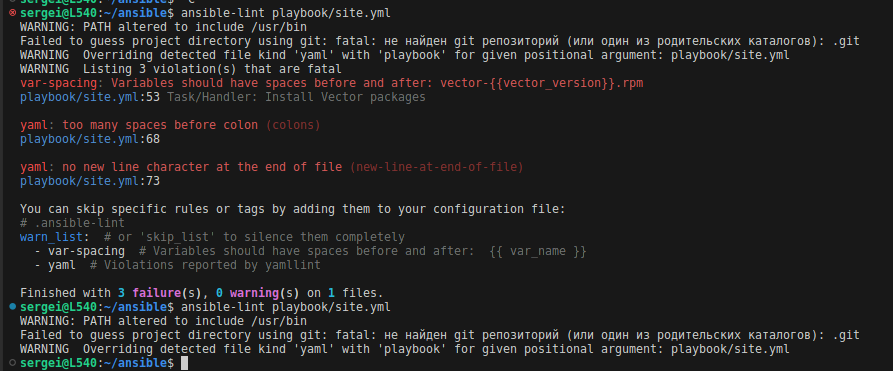 sergei@L540:~/ansible$ ansible-lint playbook/site.yml
WARNING: PATH altered to include /usr/bin
Failed to guess project directory using git: fatal: не найден git репозиторий (или один из родительских каталогов): .git
WARNING  Overriding detected file kind 'yaml' with 'playbook' for given positional argument: playbook/site.yml
WARNING  Listing 3 violation(s) that are fatal
var-spacing: Variables should have spaces before and after: vector-{{vector_version}}.rpm
playbook/site.yml:53 Task/Handler: Install Vector packages

yaml: too many spaces before colon (colons)
playbook/site.yml:68

yaml: no new line character at the end of file (new-line-at-end-of-file)
playbook/site.yml:73

You can skip specific rules or tags by adding them to your configuration file:
# .ansible-lint
warn_list:  # or 'skip_list' to silence them completely
  - var-spacing  # Variables should have spaces before and after:  {{ var_name }}
  - yaml  # Violations reported by yamllint

Finished with 3 failure(s), 0 warning(s) on 1 files.
sergei@L540:~/ansible$ ansible-lint playbook/site.yml
WARNING: PATH altered to include /usr/bin
Failed to guess project directory using git: fatal: не найден git репозиторий (или один из родительских каталогов): .git
WARNING  Overriding detected file kind 'yaml' with 'playbook' for given positional argument: playbook/site.yml
sergei@L540:~/ansible$